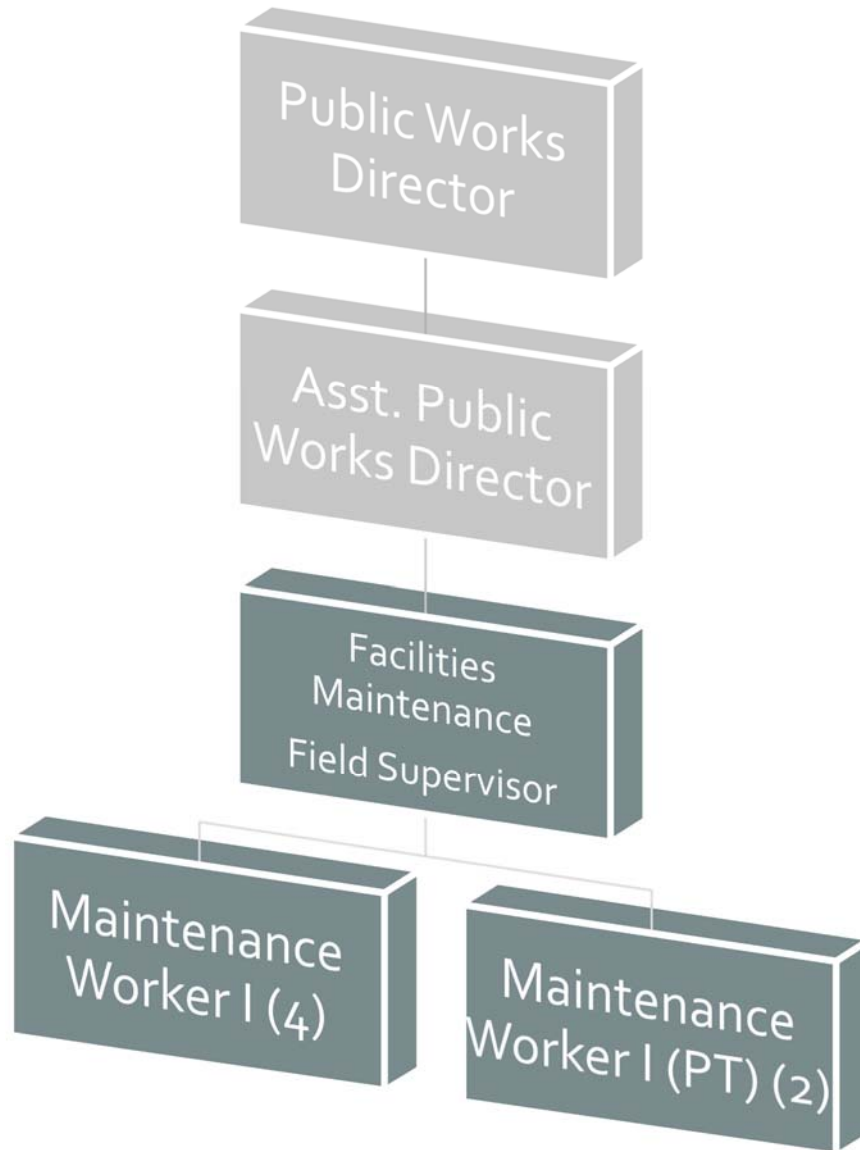 Public Works
Director
Asst. Public
Works Director
Facilities
Maintenance
Field Supervisor
Maintenance
Worker I (4)
Maintenance
Worker I (PT) (2)